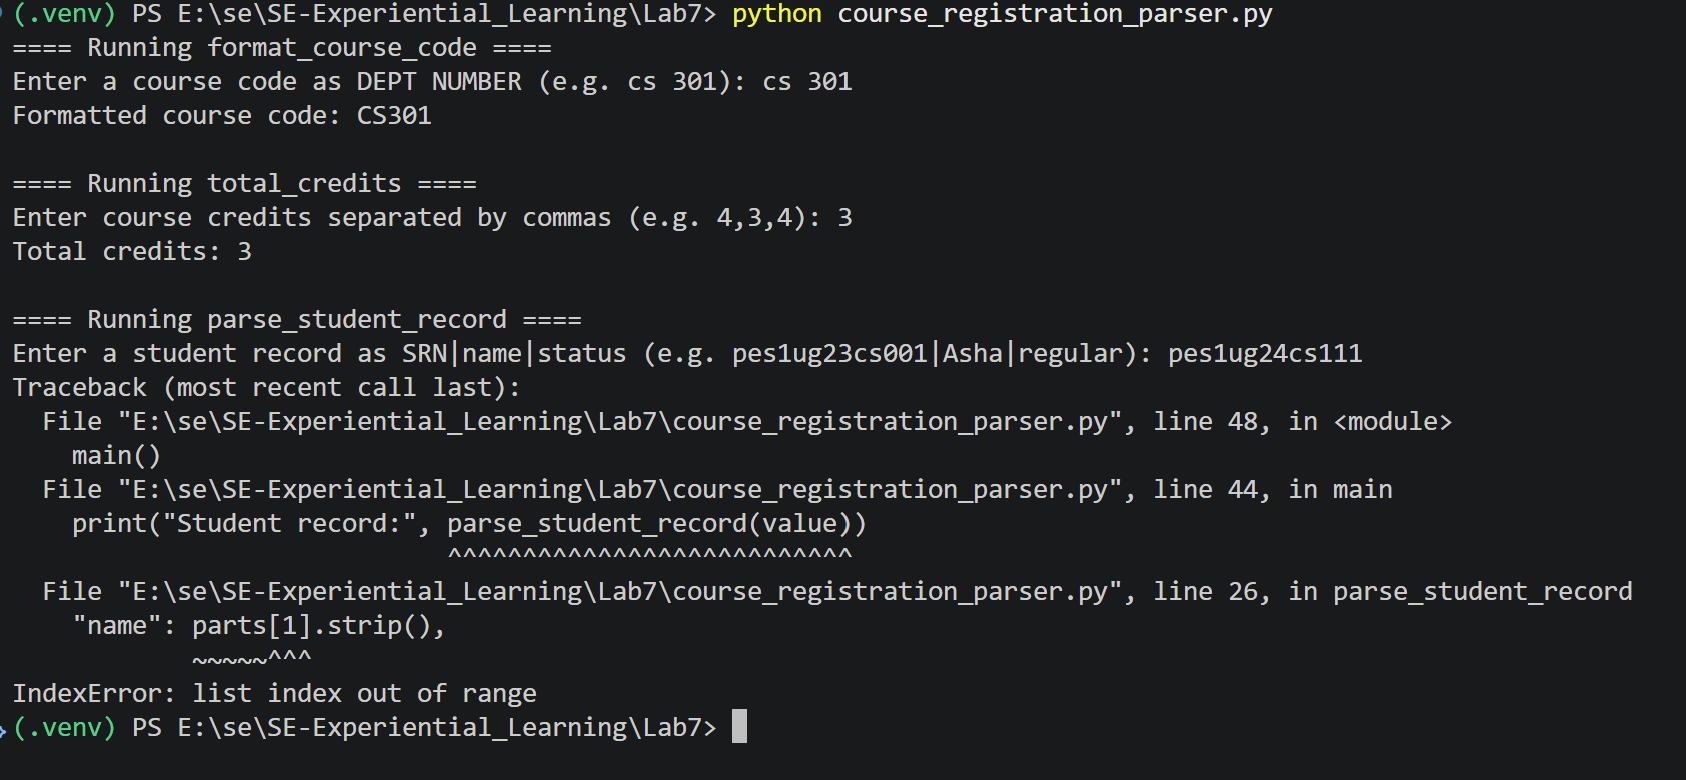 (.venv) PS E:\se\SE-Experiential_Learning\Lab7> python course_registration_parser.py
==== Running format_course_code ====
Enter a course code as DEPT NUMBER (e.g. cs 301): cs 301
Formatted course code: CS301
==== Running total_credits ====
Enter course credits separated by commas (e.g. 4,3,4): 3
Total credits: 3
==== Running parse_student_record ====
Enter a student record as SRN|name|status (e.g. pes1ug23cs001|Asha|regular): pes1ug24cs111
Traceback (most recent call last):
  File "E:\se\SE-Experiential_Learning\Lab7\course_registration_parser.py", line 48, in <module>
    main()
  File "E:\se\SE-Experiential_Learning\Lab7\course_registration_parser.py", line 44, in main
    print("Student record:", parse_student_record(value))
                             ^^^^^^^^^^^^^^^^^^^^^^^^^^^
  File "E:\se\SE-Experiential_Learning\Lab7\course_registration_parser.py", line 26, in parse_student_record
    "name": parts[1].strip(),
            ~~~~~^^^
IndexError: list index out of range
(.venv) PS E:\se\SE-Experiential_Learning\Lab7>